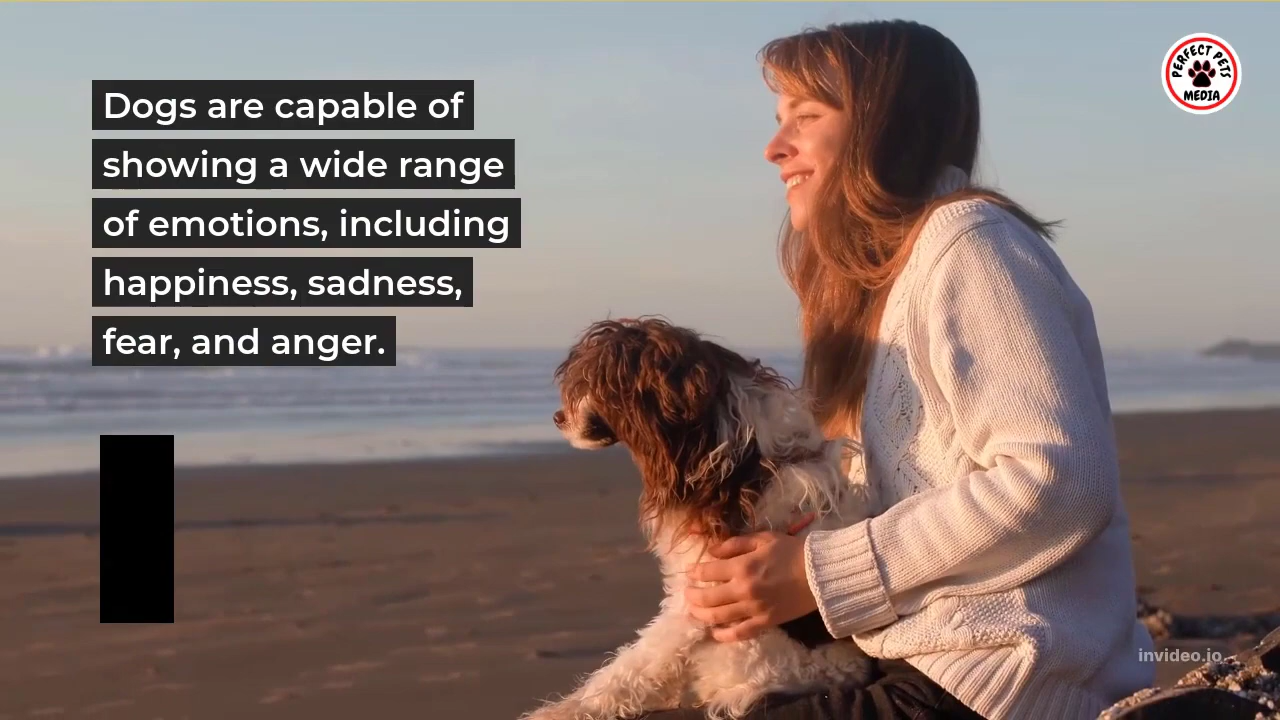 Dogs are capable of
showing a wide range
of emotions, including
happiness, sadness,
fear, and anger.
PERFECT PETS
MEDIA
invideo.io